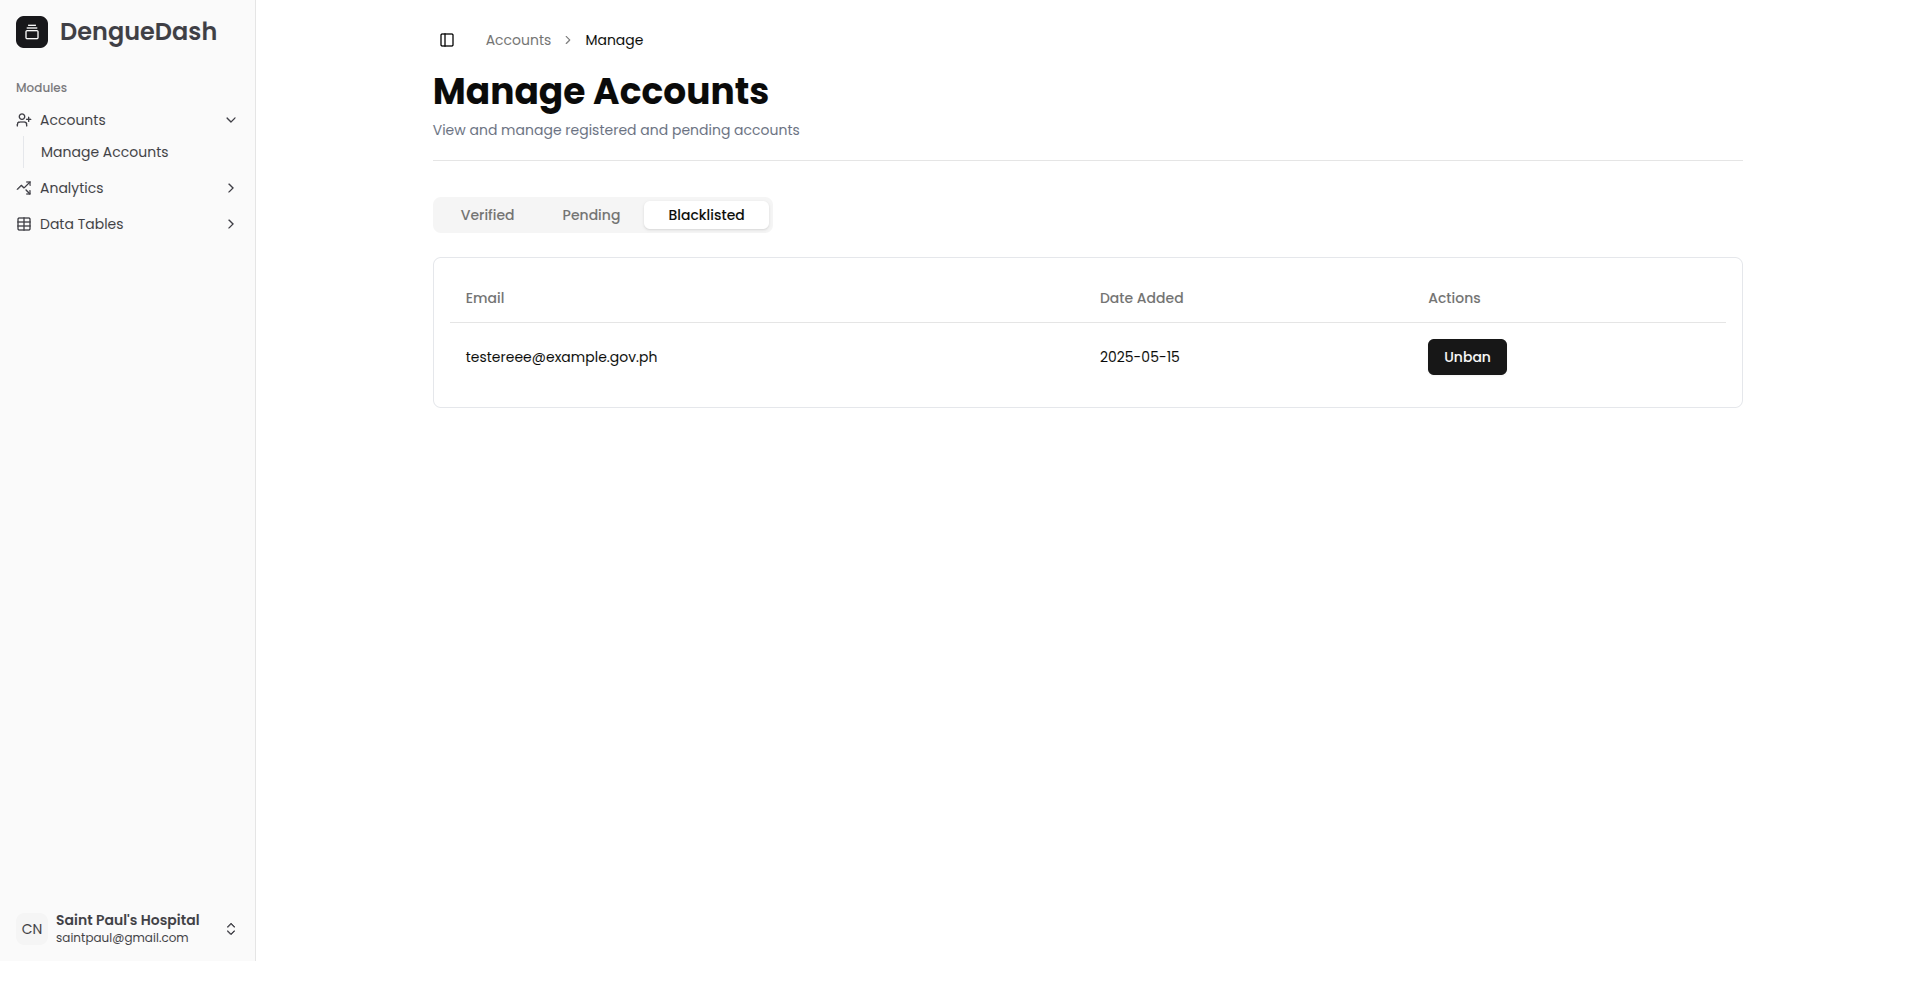 DengueDash
Modules
Accounts
Manage Accounts
Analytics
Data Tables
CN
Saint Paul's Hospital
saintpaul@gmail.com
Accounts > Manage
Manage Accounts
View and manage registered and pending accounts
Verified Pending Blacklisted
Email Date Added Actions
testereee@example.gov.ph 2025-05-15 Unban